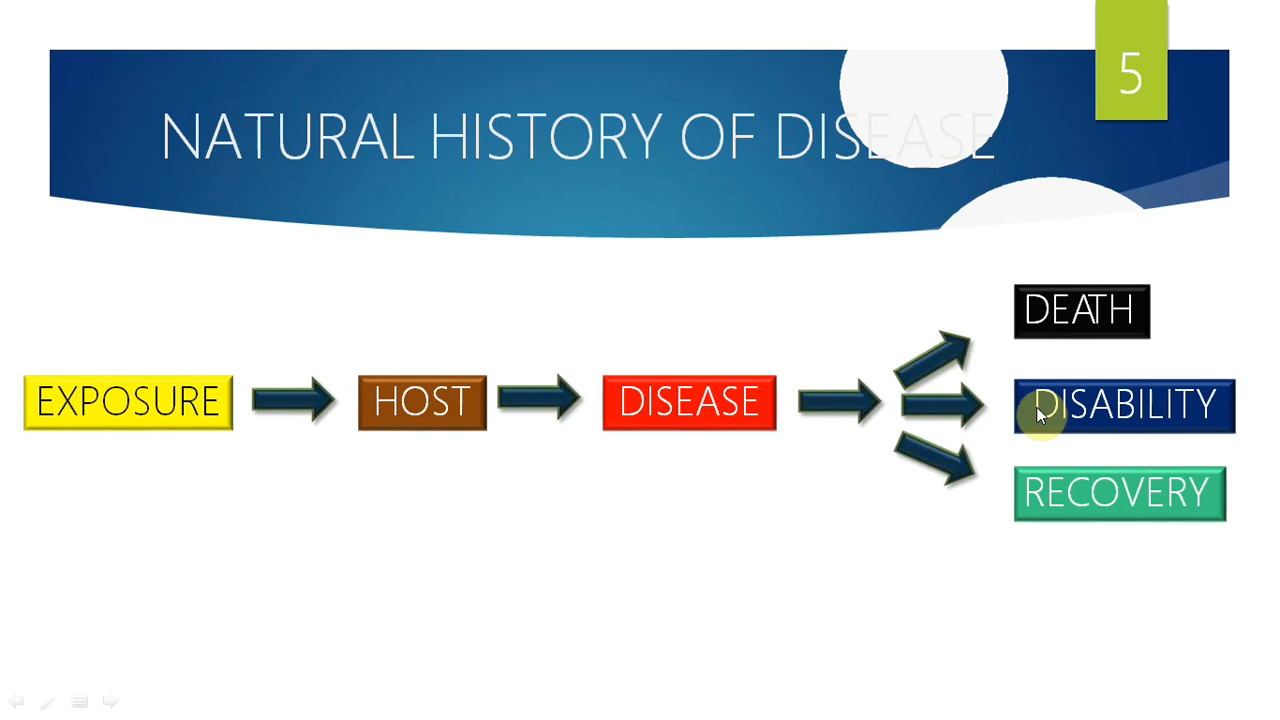 5
NATURAL HISTORY OF DISEASE
DEATH
EXPOSURE
HOST
DISEASE
DISABILITY
RECOVERY